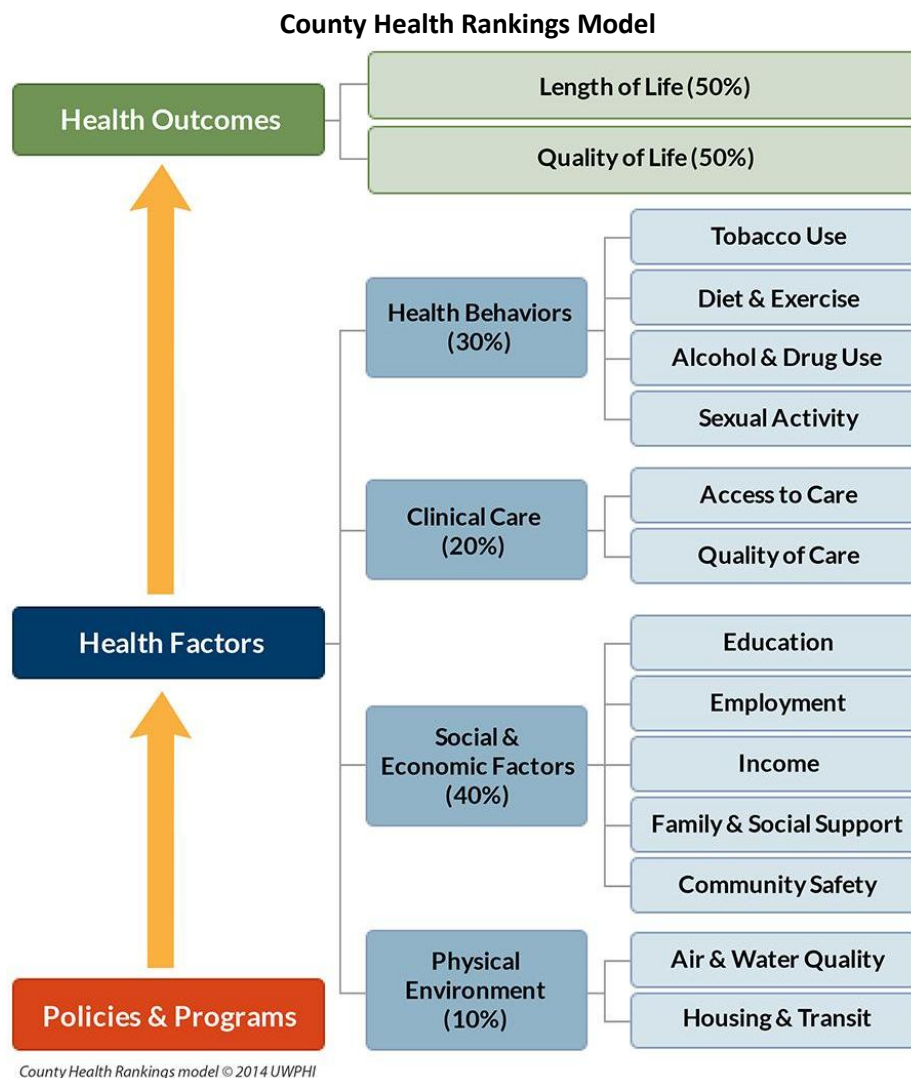 County Health Rankings Model
Health Outcomes
Length of Life (50%)
Quality of Life (50%)
Health Factors
Health Behaviors
(30%)
Tobacco Use
Diet & Exercise
Alcohol & Drug Use
Sexual Activity
Clinical Care
(20%)
Access to Care
Quality of Care
Social &
Economic Factors
(40%)
Education
Employment
Income
Family & Social Support
Community Safety
Physical
Environment
(10%)
Air & Water Quality
Housing & Transit
Policies & Programs
County Health Rankings model © 2014 UWPHI